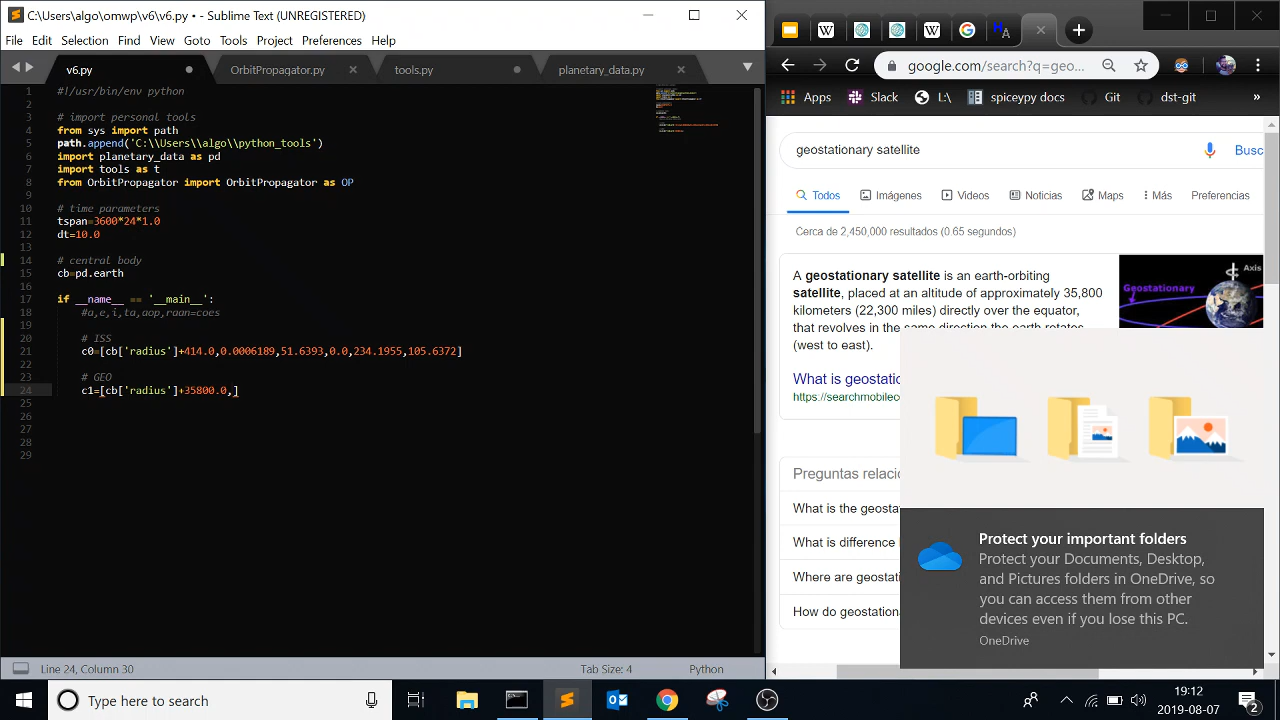 C:\Users\algo\omwp\v6\v6.py • - Sublime Text (UNREGISTERED)
File Edit Selection Find View Goto Tools Project Preferences Help
v6.py
OrbitPropagator.py
tools.py
planetary_data.py
1 #!/usr/bin/env python
2
3 # import personal tools
4 from sys import path
5 path.append('C:\\Users\\algo\\python_tools')
6 import planetary_data as pd
7 import tools as t
8 from OrbitPropagator import OrbitPropagator as OP
9
10 # time parameters
11 tspan=3600*24*1.0
12 dt=10.0
13
14 # central body
15 cb=pd.earth
16
17 if __name__ == '__main__':
18 #a,e,i,ta,aop,raan=coes
19
20 # ISS
21 c0=[cb['radius']+414.0,0.0006189,51.6393,0.0,234.1955,105.6372]
22
23 # GEO
24 c1=[cb['radius']+35800.0,]
25
26
27
28
29
Line 24, Column 30
Tab Size: 4
Python
google.com/search?q=geo...
Apps
Slack
L:\
spiceypy docs
Git
dst-git
»
geostationary satellite
Busc
Todos
Imágenes
Videos
Noticias
Maps
Más
Preferencias
Cerca de 2,450,000 resultados (0.65 segundos)
A geostationary satellite is an earth-orbiting
satellite, placed at an altitude of approximately 35,800
kilometers (22,300 miles) directly over the equator,
that revolves in the same direction the earth rotates
(west to east).
Axis
Geostationary
What is geostati
https://searchmobilec
Preguntas relacio
What is the geosta
What is difference
Where are geostati
How do geostationa
Protect your important folders
Protect your Documents, Desktop,
and Pictures folders in OneDrive, so
you can access them from other
devices even if you lose this PC.
OneDrive
Type here to search
19:12
2019-08-07
2